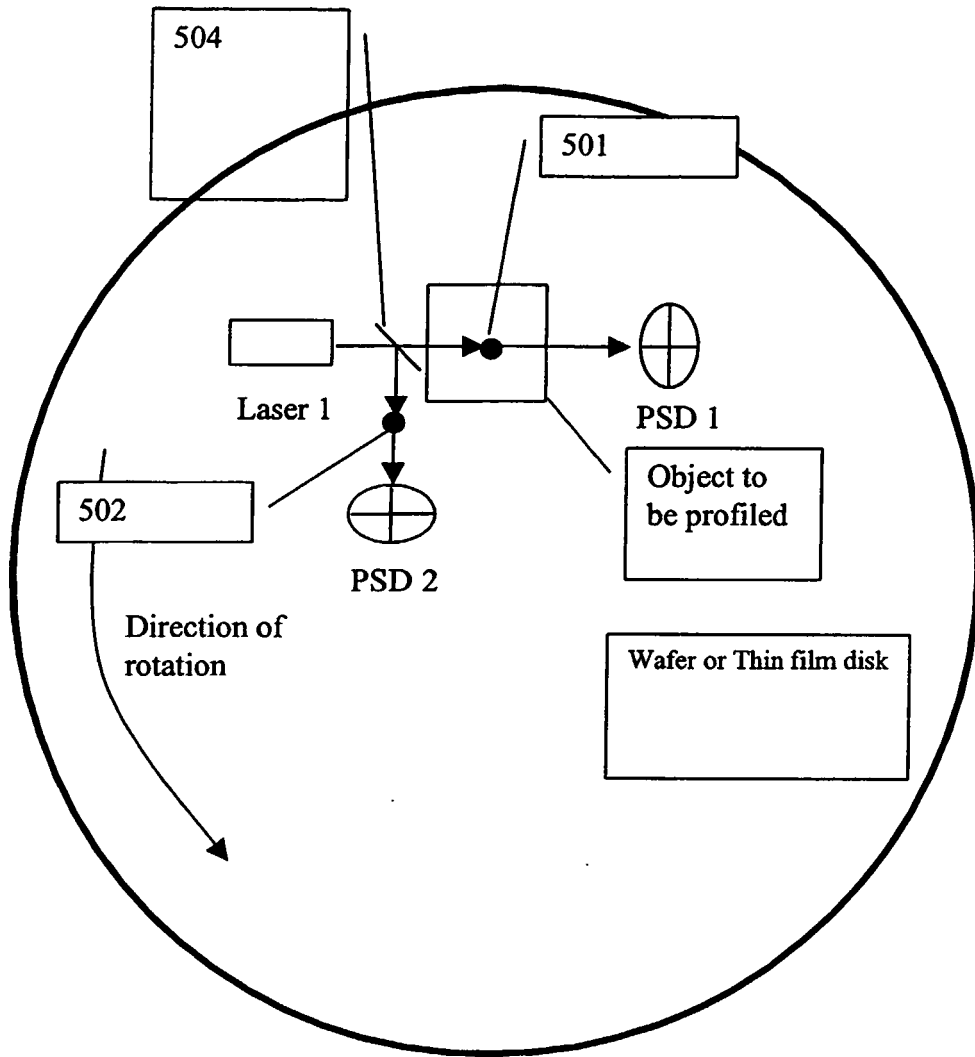 504
501
Laser 1
PSD 1
Object to
be profiled
502
PSD 2
Direction of
rotation
Wafer or Thin film disk